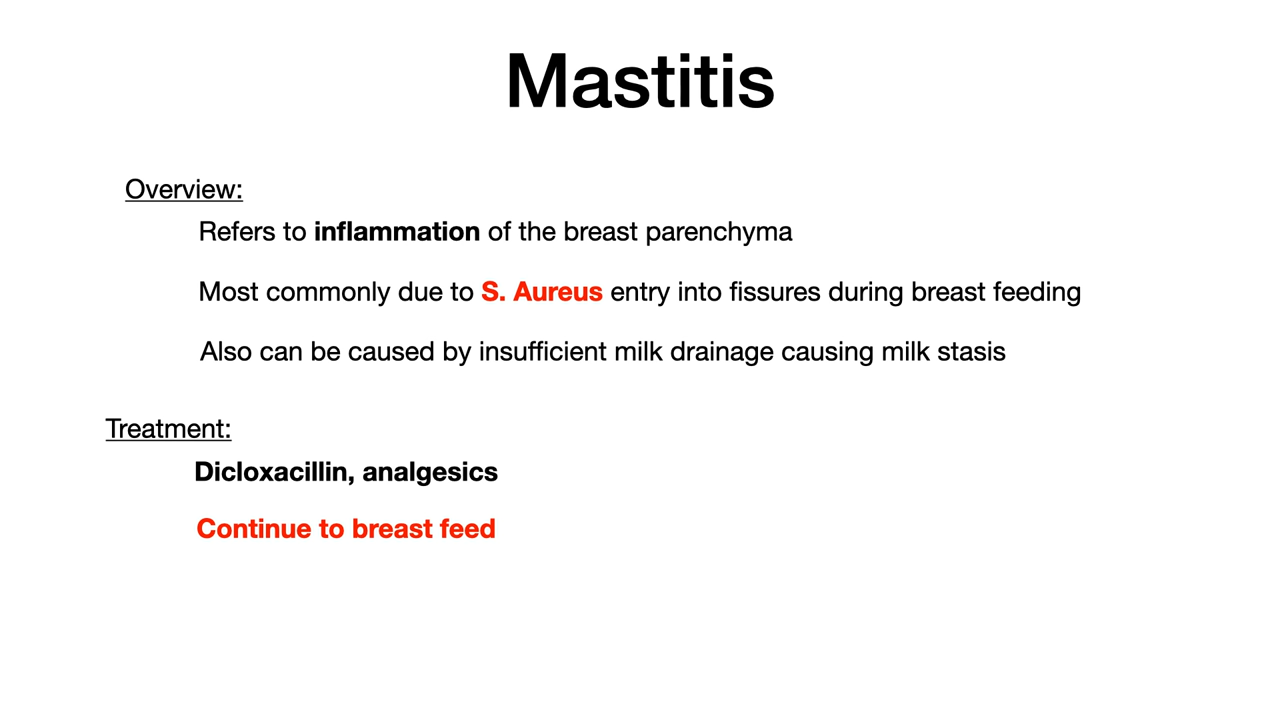 Mastitis
Overview:
Refers to inflammation of the breast parenchyma
Most commonly due to S. Aureus entry into fissures during breast feeding
Also can be caused by insufficient milk drainage causing milk stasis
Treatment:
Dicloxacillin, analgesics
Continue to breast feed